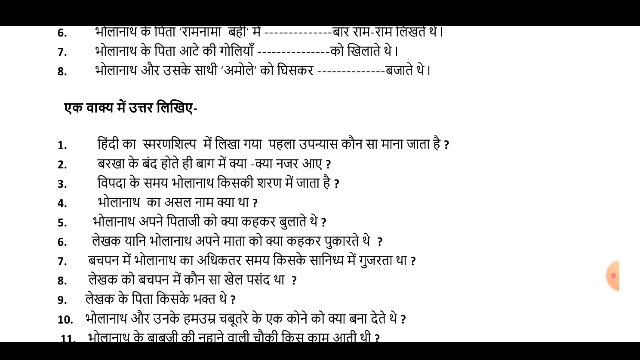 6. भोलानाथ के पिता 'रामनामा बही' में --------------बार राम-राम लिखते थे।
7. भोलानाथ के पिता आटे की गोलियाँ ---------------को खिलाते थे।
8. भोलानाथ और उसके साथी 'अमोले' को घिसकर --------------बजाते थे।
एक वाक्य में उत्तर लिखिए-
1. हिंदी का स्मरणशिल्प में लिखा गया पहला उपन्यास कौन सा माना जाता है ?
2. बरखा के बंद होते ही बाग में क्या -क्या नजर आए ?
3. विपदा के समय भोलानाथ किसकी शरण में जाता है ?
4. भोलानाथ का असल नाम क्या था ?
5. भोलानाथ अपने पिताजी को क्या कहकर बुलाते थे ?
6. लेखक यानि भोलानाथ अपने माता को क्या कहकर पुकारते थे ?
7. बचपन में भोलानाथ का अधिकतर समय किसके सानिध्य में गुजरता था ?
8. लेखक को बचपन में कौन सा खेल पसंद था ?
9. लेखक के पिता किसके भक्त थे ?
10. भोलानाथ और उनके हमउम्र चबूतरे के एक कोने को क्या बना देते थे ?
11. भोलानाथ के बाबूजी की नहाने वाली चौकी किस काम आती थी ?